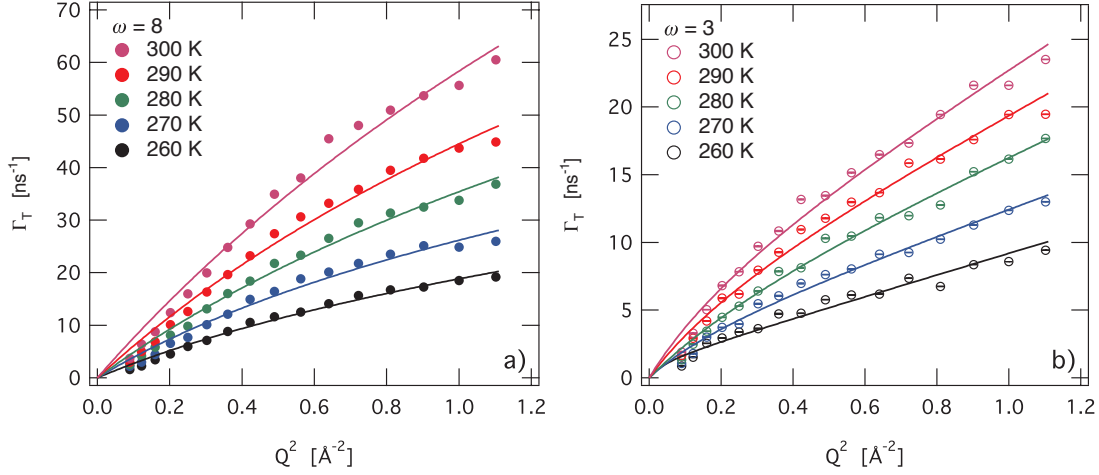 70
60
50
40
30
20
10
0
Γ_T [ns⁻¹]
ω = 8
300 K
290 K
280 K
270 K
260 K
a)
0.0 0.2 0.4 0.6 0.8 1.0 1.2
Q² [Å⁻²]
25
20
15
10
5
0
Γ_T [ns⁻¹]
ω = 3
300 K
290 K
280 K
270 K
260 K
b)
0.0 0.2 0.4 0.6 0.8 1.0 1.2
Q² [Å⁻²]